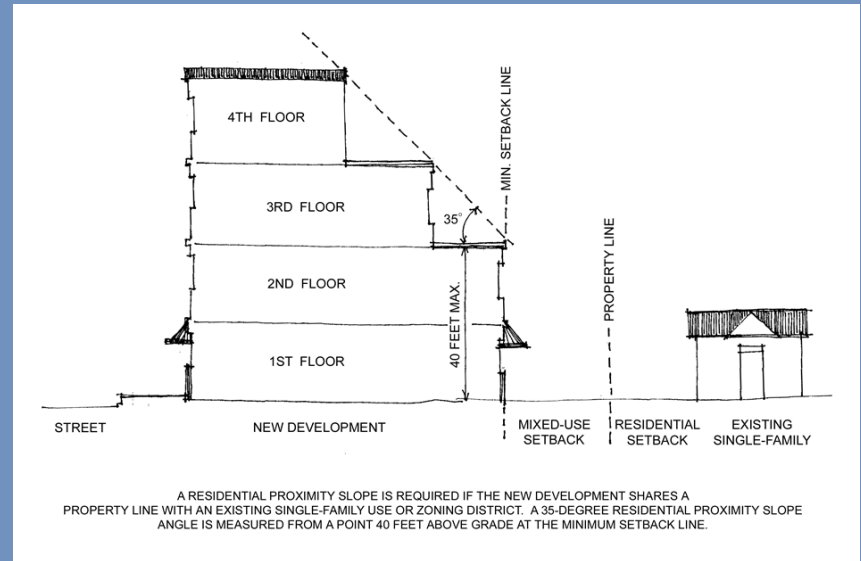 4TH FLOOR
MIN. SETBACK LINE
3RD FLOOR
35°
PROPERTY LINE
2ND FLOOR
40 FEET MAX.
1ST FLOOR
STREET
NEW DEVELOPMENT
MIXED-USE
SETBACK
RESIDENTIAL
SETBACK
EXISTING
SINGLE-FAMILY
A RESIDENTIAL PROXIMITY SLOPE IS REQUIRED IF THE NEW DEVELOPMENT SHARES A
PROPERTY LINE WITH AN EXISTING SINGLE-FAMILY USE OR ZONING DISTRICT. A 35-DEGREE RESIDENTIAL PROXIMITY SLOPE
ANGLE IS MEASURED FROM A POINT 40 FEET ABOVE GRADE AT THE MINIMUM SETBACK LINE.